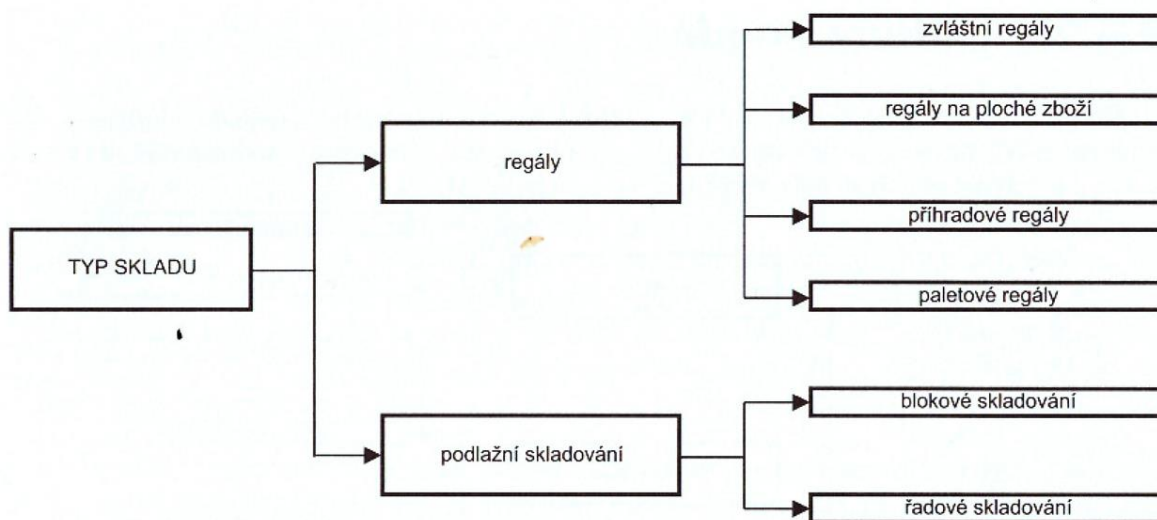 zvláštní regály
regály na ploché zboží
regály
příhradové regály
TYP SKLADU
paletové regály
blokové skladování
podlažní skladování
řadové skladování